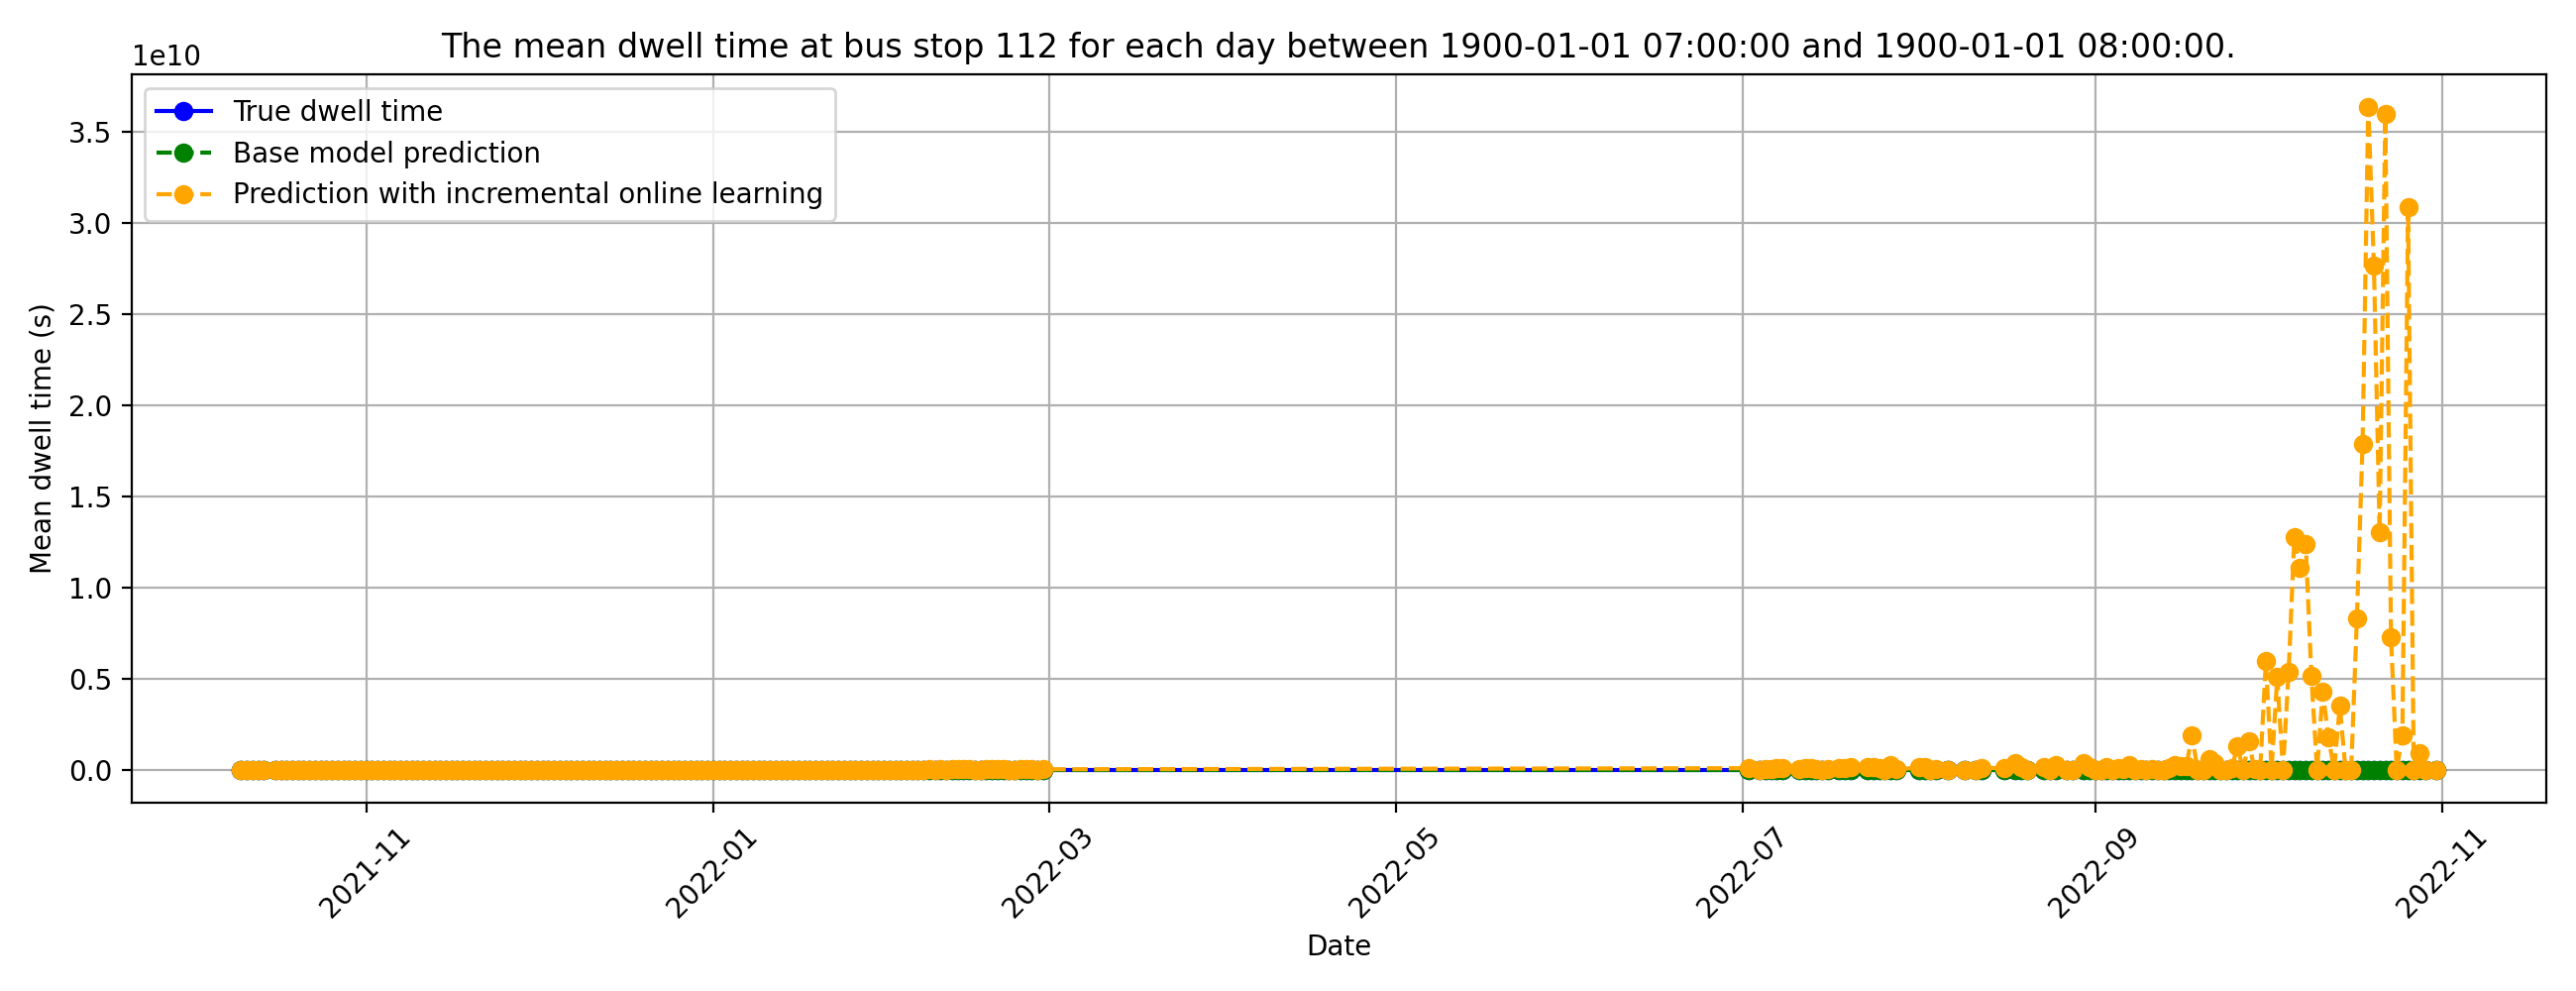 The mean dwell time at bus stop 112 for each day between 1900-01-01 07:00:00 and 1900-01-01 08:00:00.
1e10
True dwell time
Base model prediction
Prediction with incremental online learning
Mean dwell time (s)
3.5
3.0
2.5
2.0
1.5
1.0
0.5
0.0
2021-11
2022-01
2022-03
2022-05
2022-07
2022-09
2022-11
Date